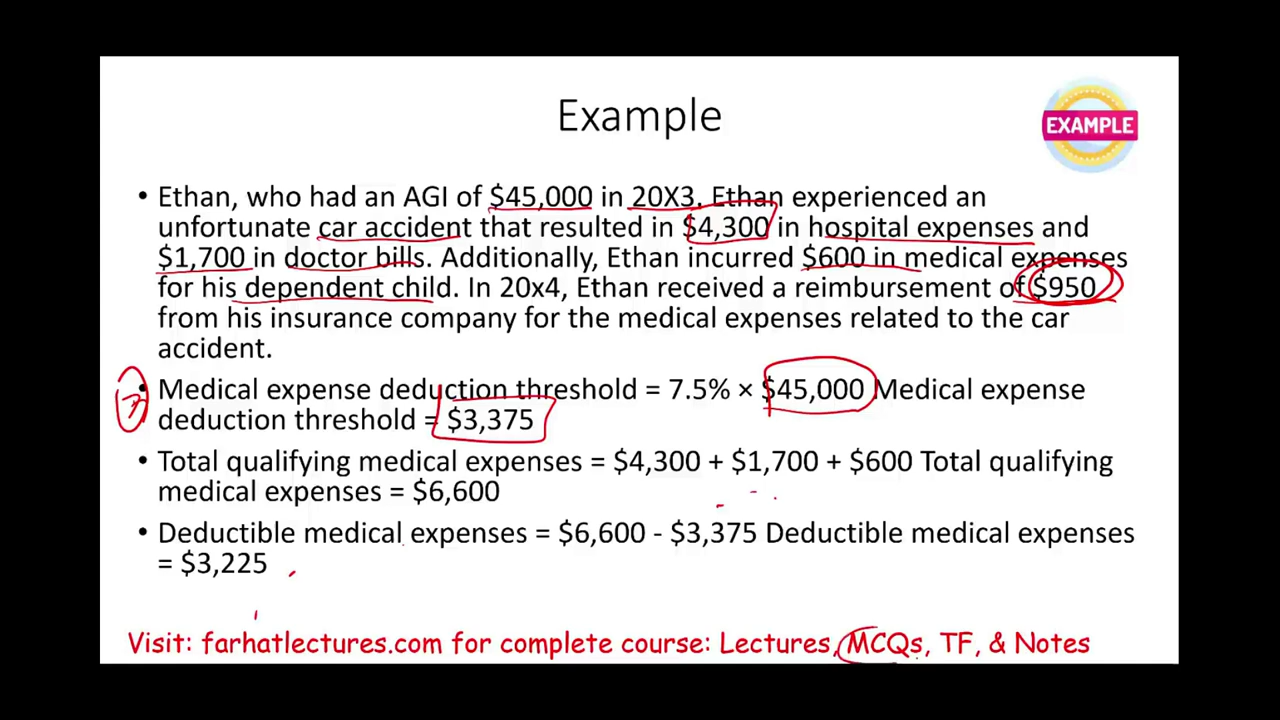 Example
EXAMPLE
• Ethan, who had an AGI of $45,000 in 20X3. Ethan experienced an
unfortunate car accident that resulted in $4,300 in hospital expenses and
$1,700 in doctor bills. Additionally, Ethan incurred $600 in medical expenses
for his dependent child. In 20x4, Ethan received a reimbursement of $950
from his insurance company for the medical expenses related to the car
accident.
• Medical expense deduction threshold = 7.5% × $45,000 Medical expense
deduction threshold = $3,375
• Total qualifying medical expenses = $4,300 + $1,700 + $600 Total qualifying
medical expenses = $6,600
• Deductible medical expenses = $6,600 - $3,375 Deductible medical expenses
= $3,225
Visit: farhatlectures.com for complete course: Lectures, MCQs, TF, & Notes